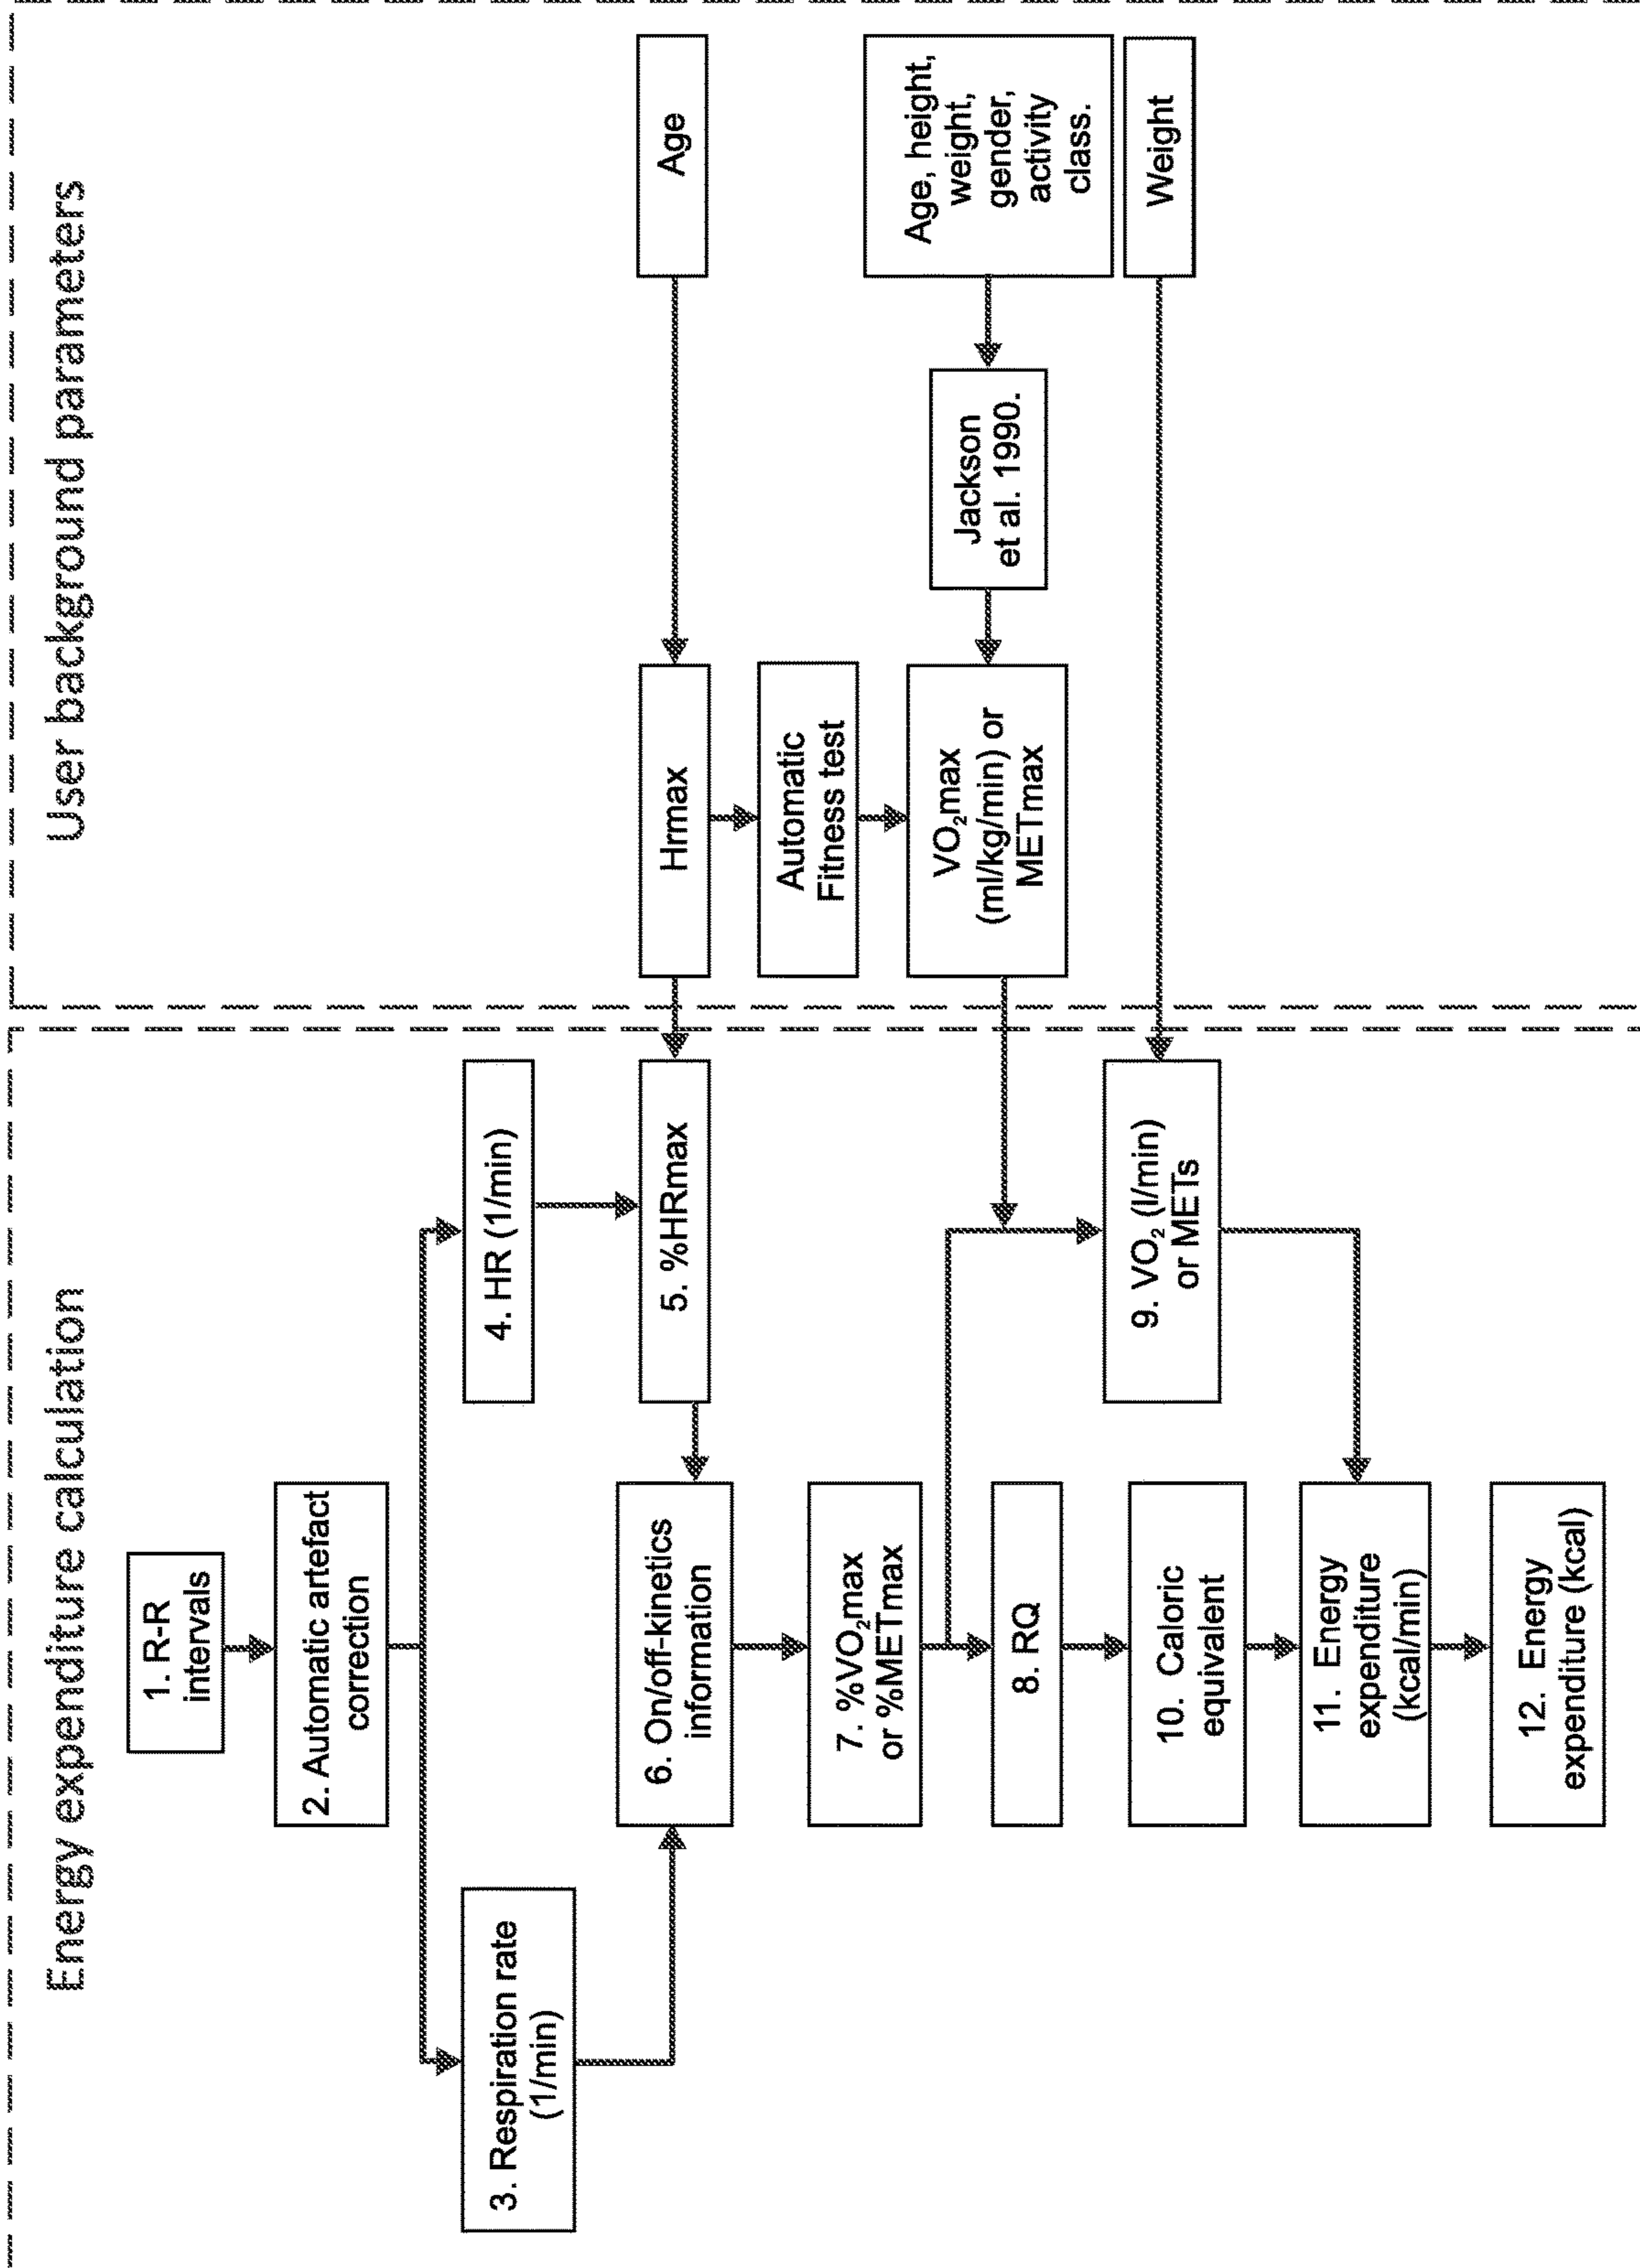 Energy expenditure calculation
1. R-R
intervals
2. Automatic artefact
correction
3. Respiration rate
(1/min)
4. HR (1/min)
5. %HRmax
6. On/off-kinetics
information
7. %VO₂max
or %METmax
8. RQ
9. VO₂ (l/min)
or METs
10. Caloric
equivalent
11. Energy
expenditure
(kcal/min)
12. Energy
expenditure (kcal)
User background parameters
Hrmax
Age
Automatic
Fitness test
VO₂max
(ml/kg/min) or
METmax
Jackson
et al. 1990.
Age, height,
weight,
gender,
activity
class.
Weight